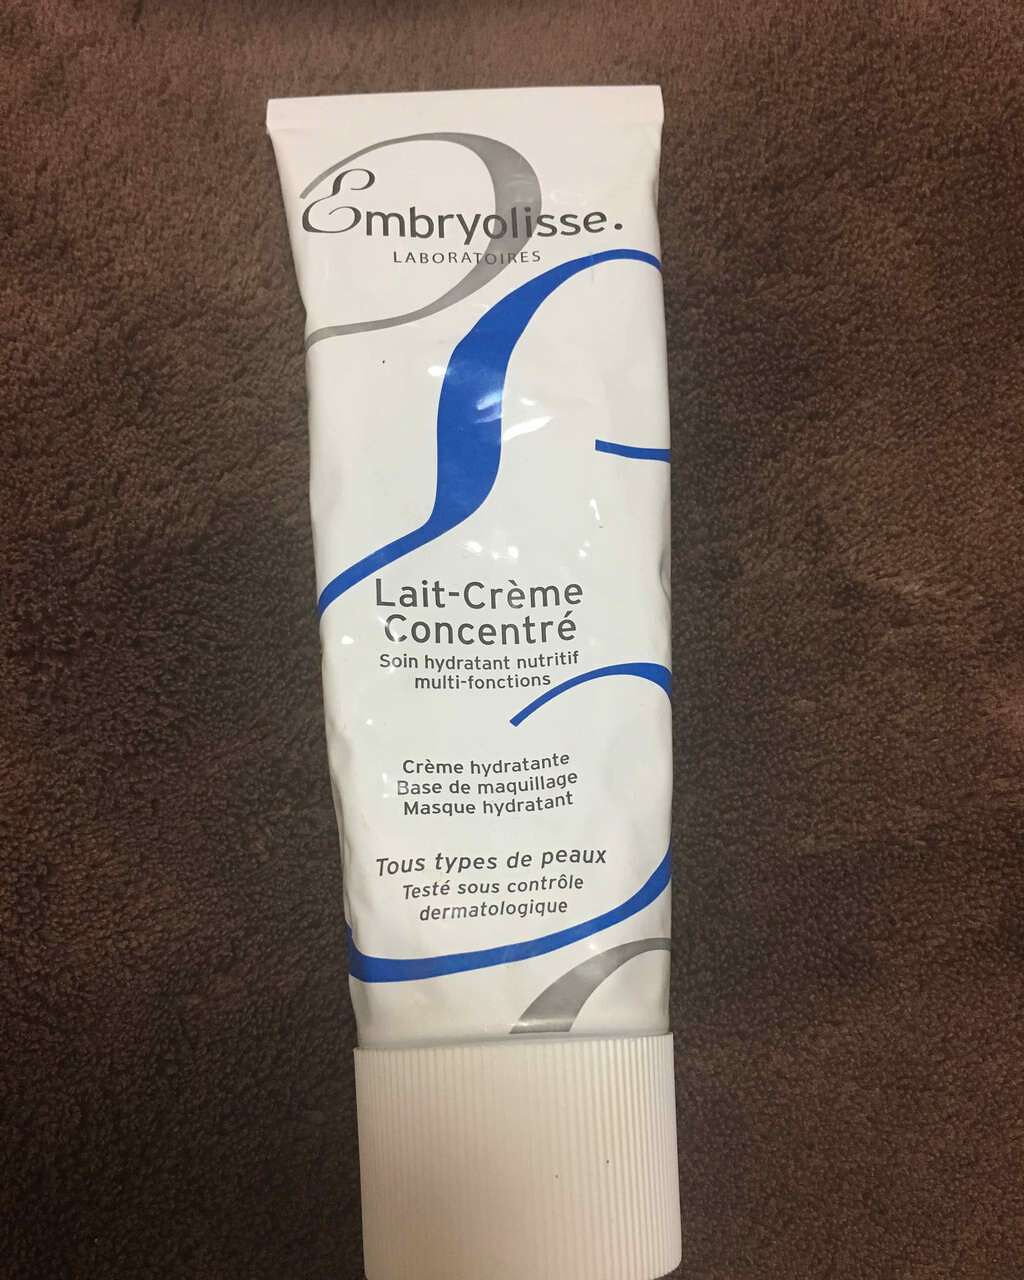 Embryolisse.
LABORATOIRES
Lait-Crème
Concentré
Soin hydratant nutritif
multi-fonctions
Crème hydratante
Base de maquillage
Masque hydratant
Tous types de peaux
Testé sous contrôle
dermatologique